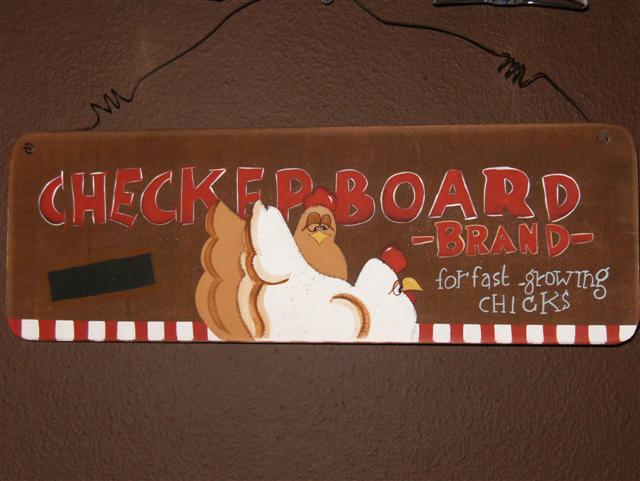 CHECKERBOARD
-BRAND-
for fast-growing
CHICKS